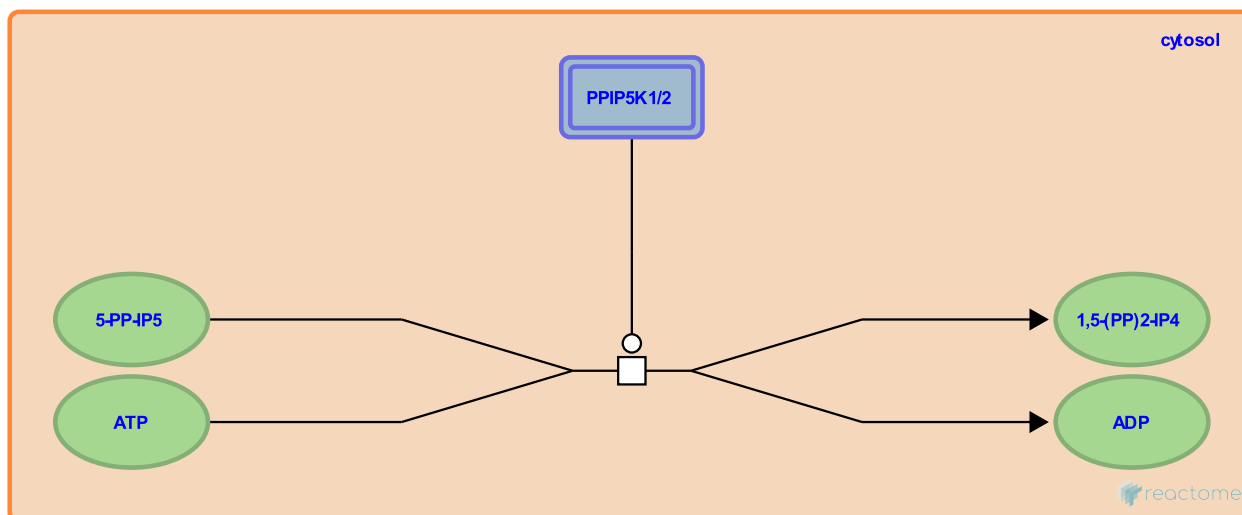 cytosol
PPIP5K1/2
5-PP-IP5
1,5-(PP)2-IP4
ATP
ADP
reactome